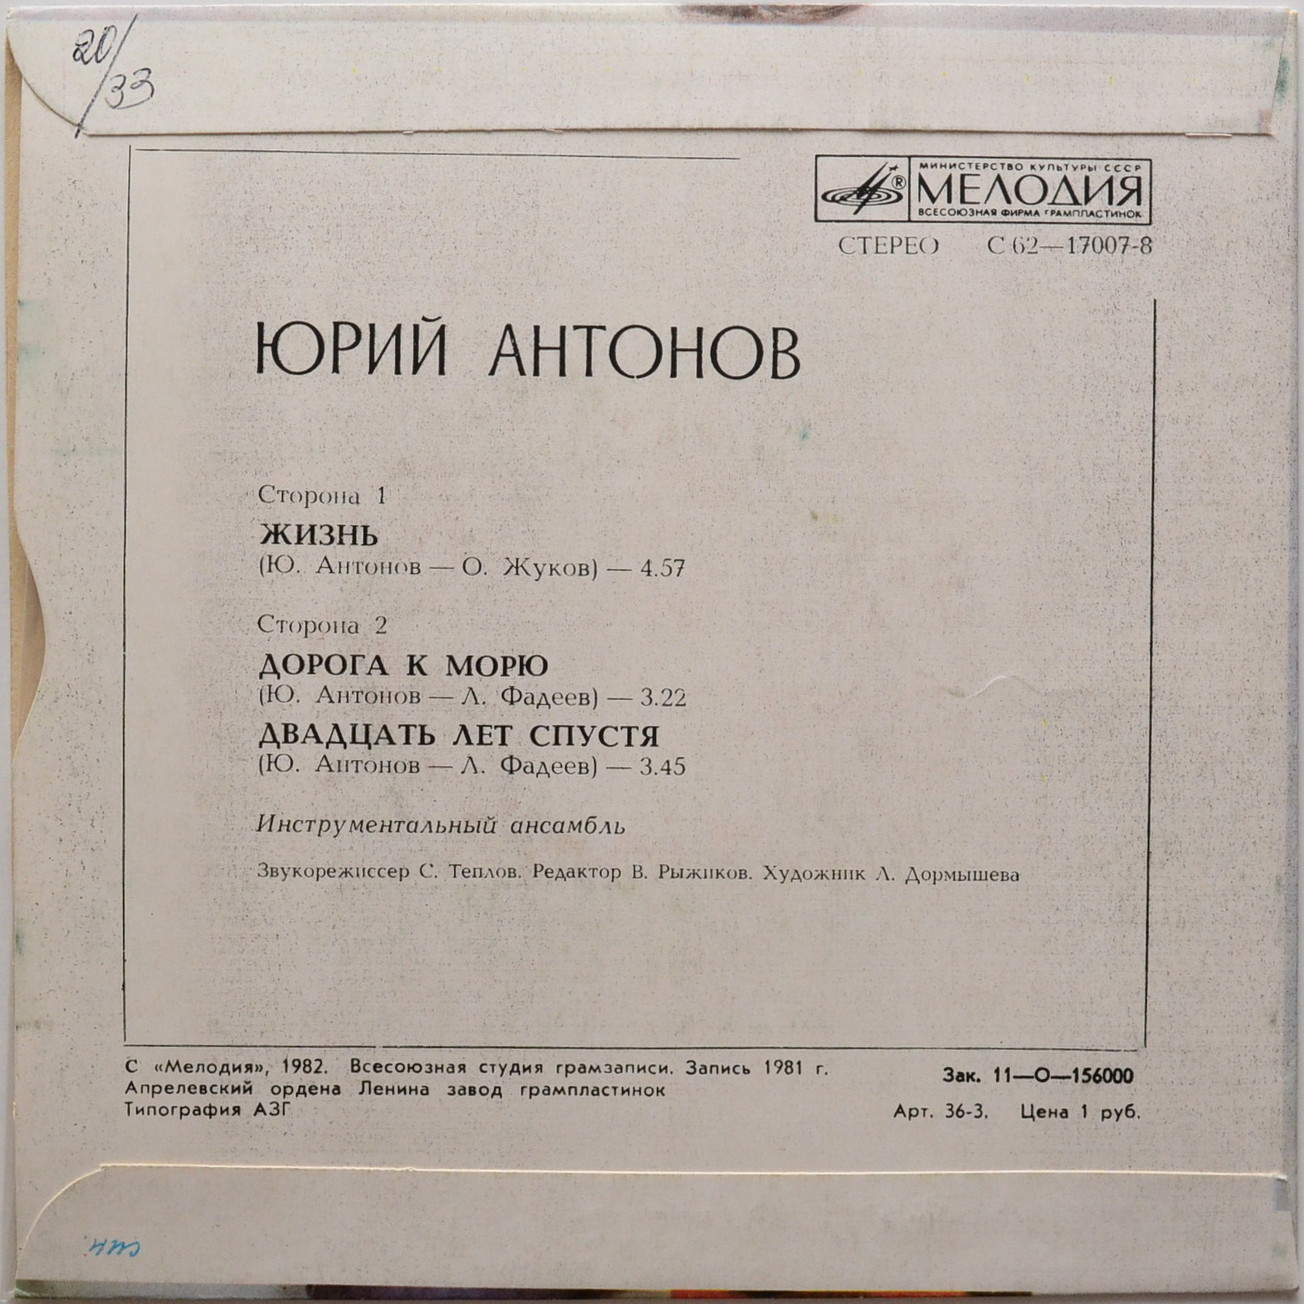 20/33
МИНИСТЕРСТВО КУЛЬТУРЫ СССР
® МЕЛОДИЯ
ВСЕСОЮЗНАЯ ФИРМА ГРАМПЛАСТИНОК
СТЕРЕО С 62—17007-8
ЮРИЙ АНТОНОВ
Сторона 1
ЖИЗНЬ
(Ю. Антонов — О. Жуков) — 4.57
Сторона 2
ДОРОГА К МОРЮ
(Ю. Антонов — Л. Фадеев) — 3.22
ДВАДЦАТЬ ЛЕТ СПУСТЯ
(Ю. Антонов — Л. Фадеев) — 3.45
Инструментальный ансамбль
Звукорежиссер С. Теплов. Редактор В. Рыжиков. Художник Л. Дормышева
С «Мелодия», 1982. Всесоюзная студия грамзаписи. Запись 1981 г.
Апрелевский ордена Ленина завод грампластинок
Типография АЗГ
Зак. 11—О—156000
Арт. 36-3. Цена 1 руб.